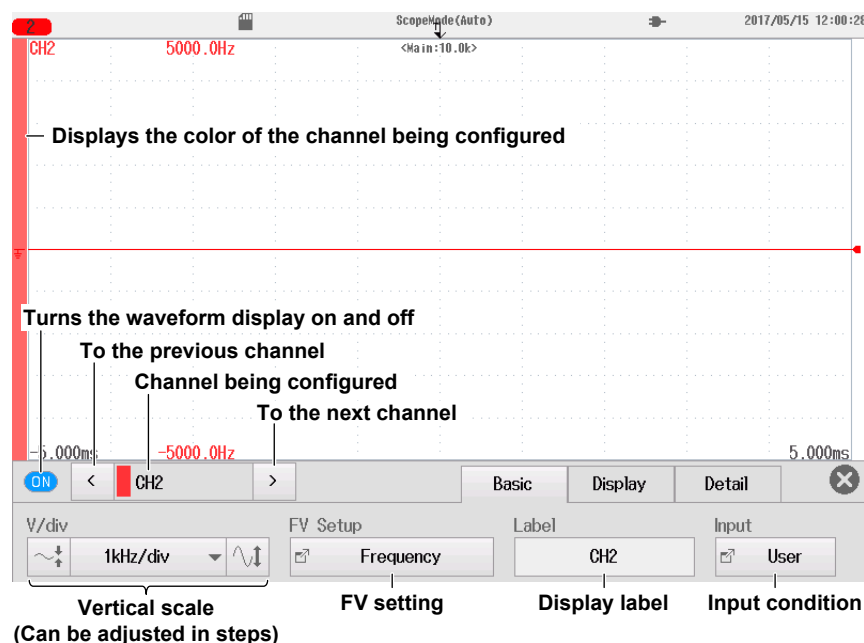 2 ScopeMode(Auto) 2017/05/15 12:00:28
CH2 5000.0Hz <Main:10.0k>
Displays the color of the channel being configured
Turns the waveform display on and off
To the previous channel
Channel being configured
To the next channel
-5.000ms -5000.0Hz 5.000ms
ON < CH2 > Basic Display Detail
V/div FV Setup Label Input
1kHz/div Frequency CH2 User
Vertical scale FV setting Display label Input condition
(Can be adjusted in steps)